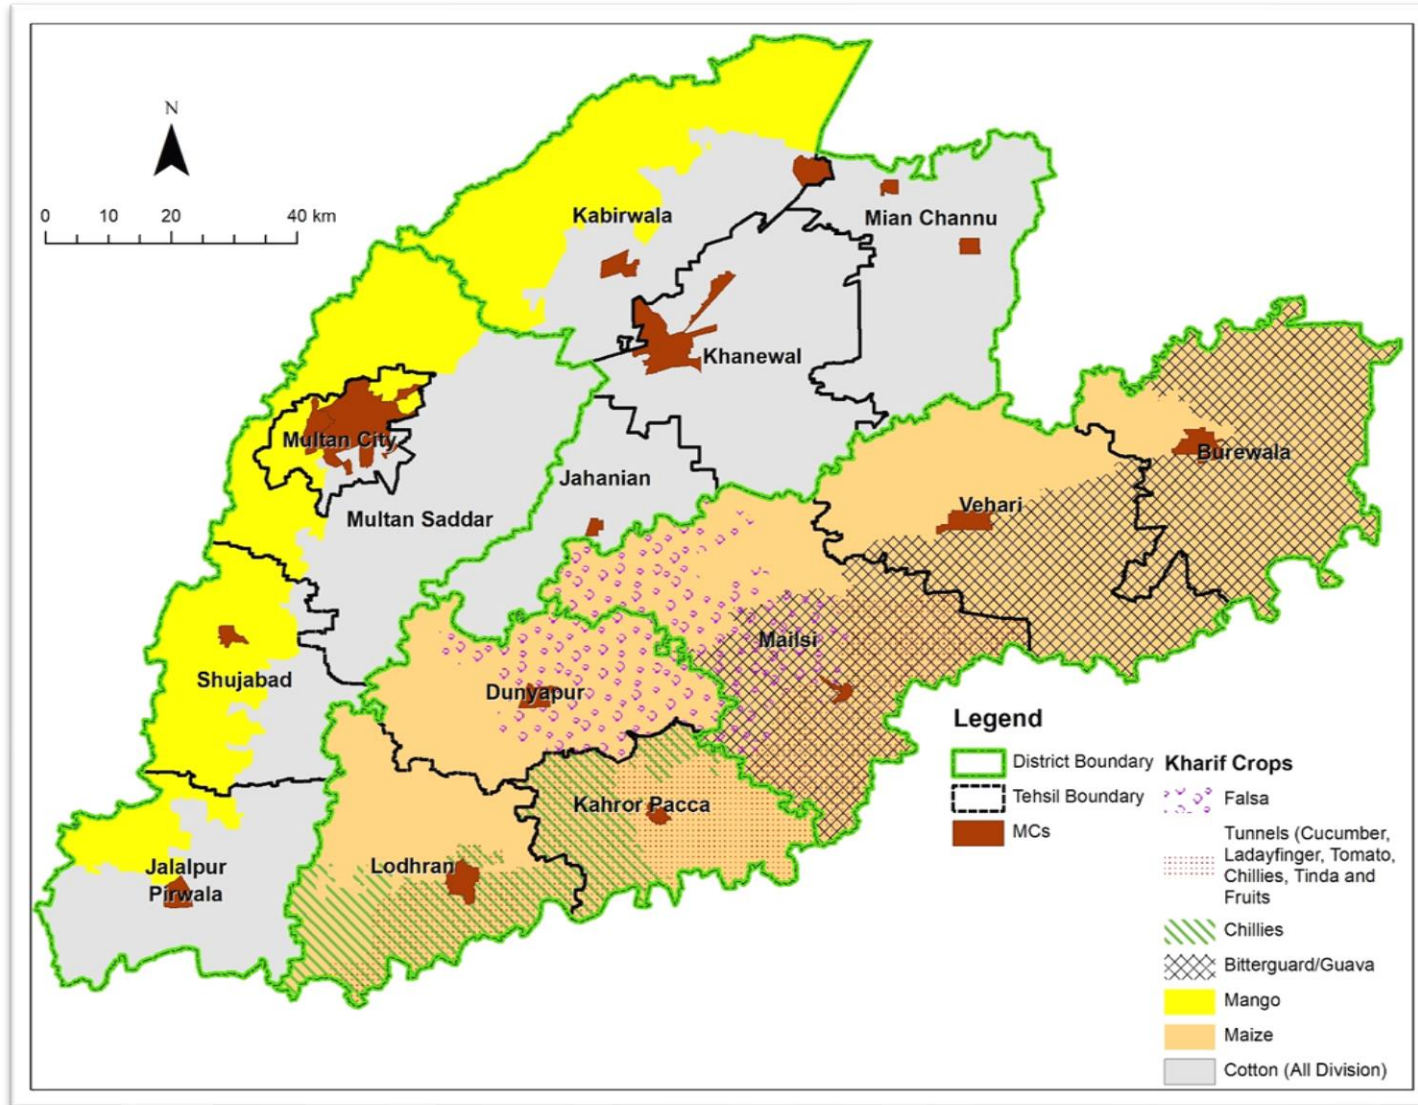 N
0 10 20 40 km
Kabirwala
Mian Channu
Khanewal
Multan City
Burewala
Jahanian
Vehari
Multan Saddar
Mailsi
Shujabad
Dunyapur
Kahror Pacca
Lodhran
Jalalpur
Pirwala
Legend
District Boundary
Tehsil Boundary
MCs
Kharif Crops
Falsa
Tunnels (Cucumber,
Ladayfinger, Tomato,
Chillies, Tinda and
Fruits
Chillies
Bitterguard/Guava
Mango
Maize
Cotton (All Division)